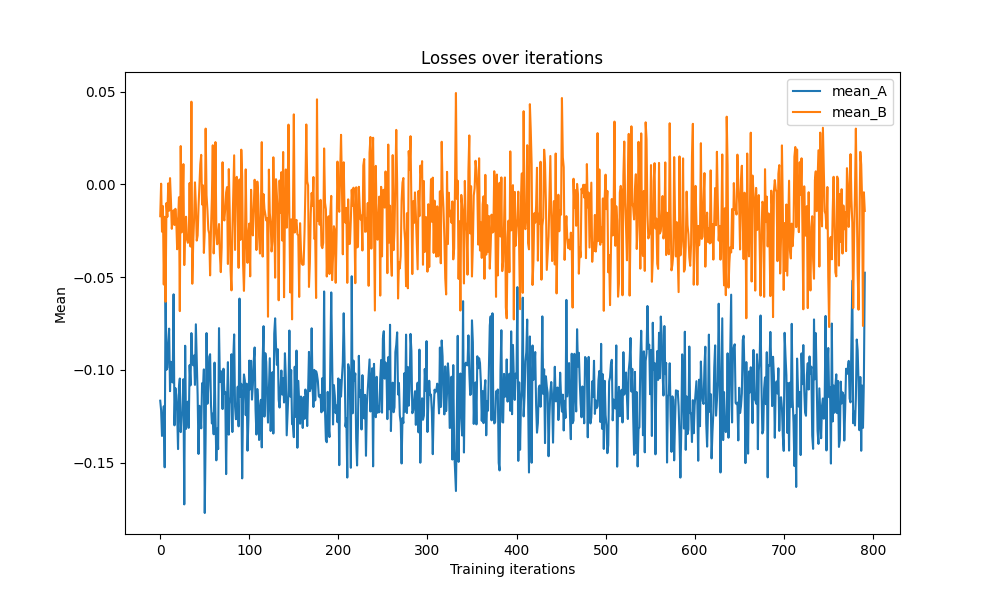 Losses over iterations
mean_A
mean_B
Mean
0.05
0.00
−0.05
−0.10
−0.15
0 100 200 300 400 500 600 700 800
Training iterations